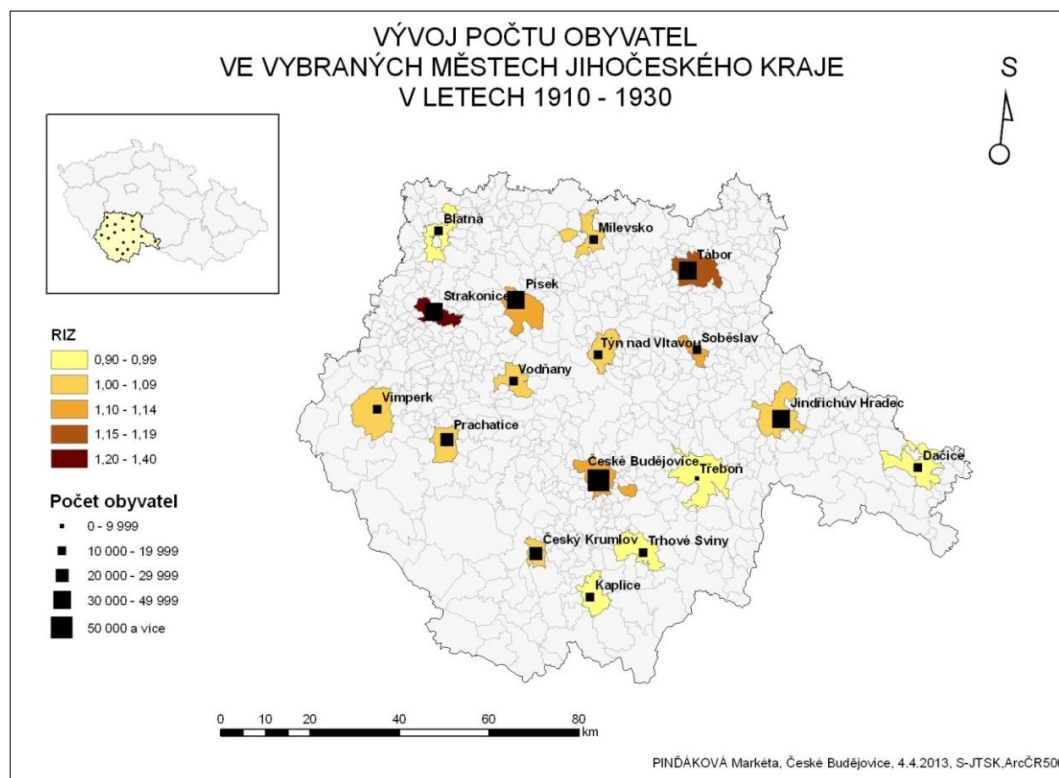 VÝVOJ POČTU OBYVATEL
VE VYBRANÝCH MĚSTECH JIHOČESKÉHO KRAJE
V LETECH 1910 - 1930
S
Blatná
Milevsko
Tábor
Písek
Strakonice
Týn nad Vltavou
Soběslav
Vodňany
Vimperk
Jindřichův Hradec
Prachatice
České Budějovice
Třeboň
Dačice
Český Krumlov
Trhové Sviny
Kaplice
RIZ
0,90 - 0,99
1,00 - 1,09
1,10 - 1,14
1,15 - 1,19
1,20 - 1,40
Počet obyvatel
0 - 9 999
10 000 - 19 999
20 000 - 29 999
30 000 - 49 999
50 000 a více
0 10 20 40 60 80
km
PINĎÁKOVÁ Markéta, České Budějovice, 4.4.2013, S-JTSK,ArcČR500